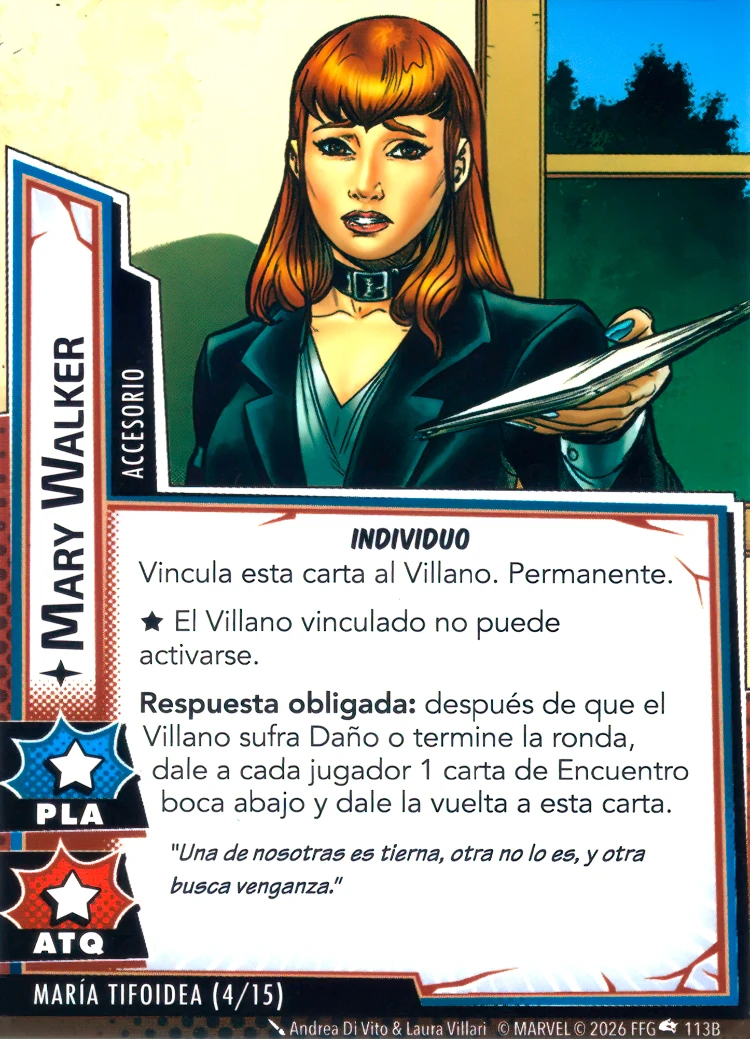 MARY WALKER
ACCESORIO
INDIVIDUO
Vincula esta carta al Villano. Permanente.
★ El Villano vinculado no puede
activarse.
Respuesta obligada: después de que el
Villano sufra Daño o termine la ronda,
dale a cada jugador 1 carta de Encuentro
boca abajo y dale la vuelta a esta carta.
"Una de nosotras es tierna, otra no lo es, y otra
busca venganza."
PLA
ATQ
MARÍA TIFOIDEA (4/15)
Andrea Di Vito & Laura Villari © MARVEL © 2026 FFG 113B